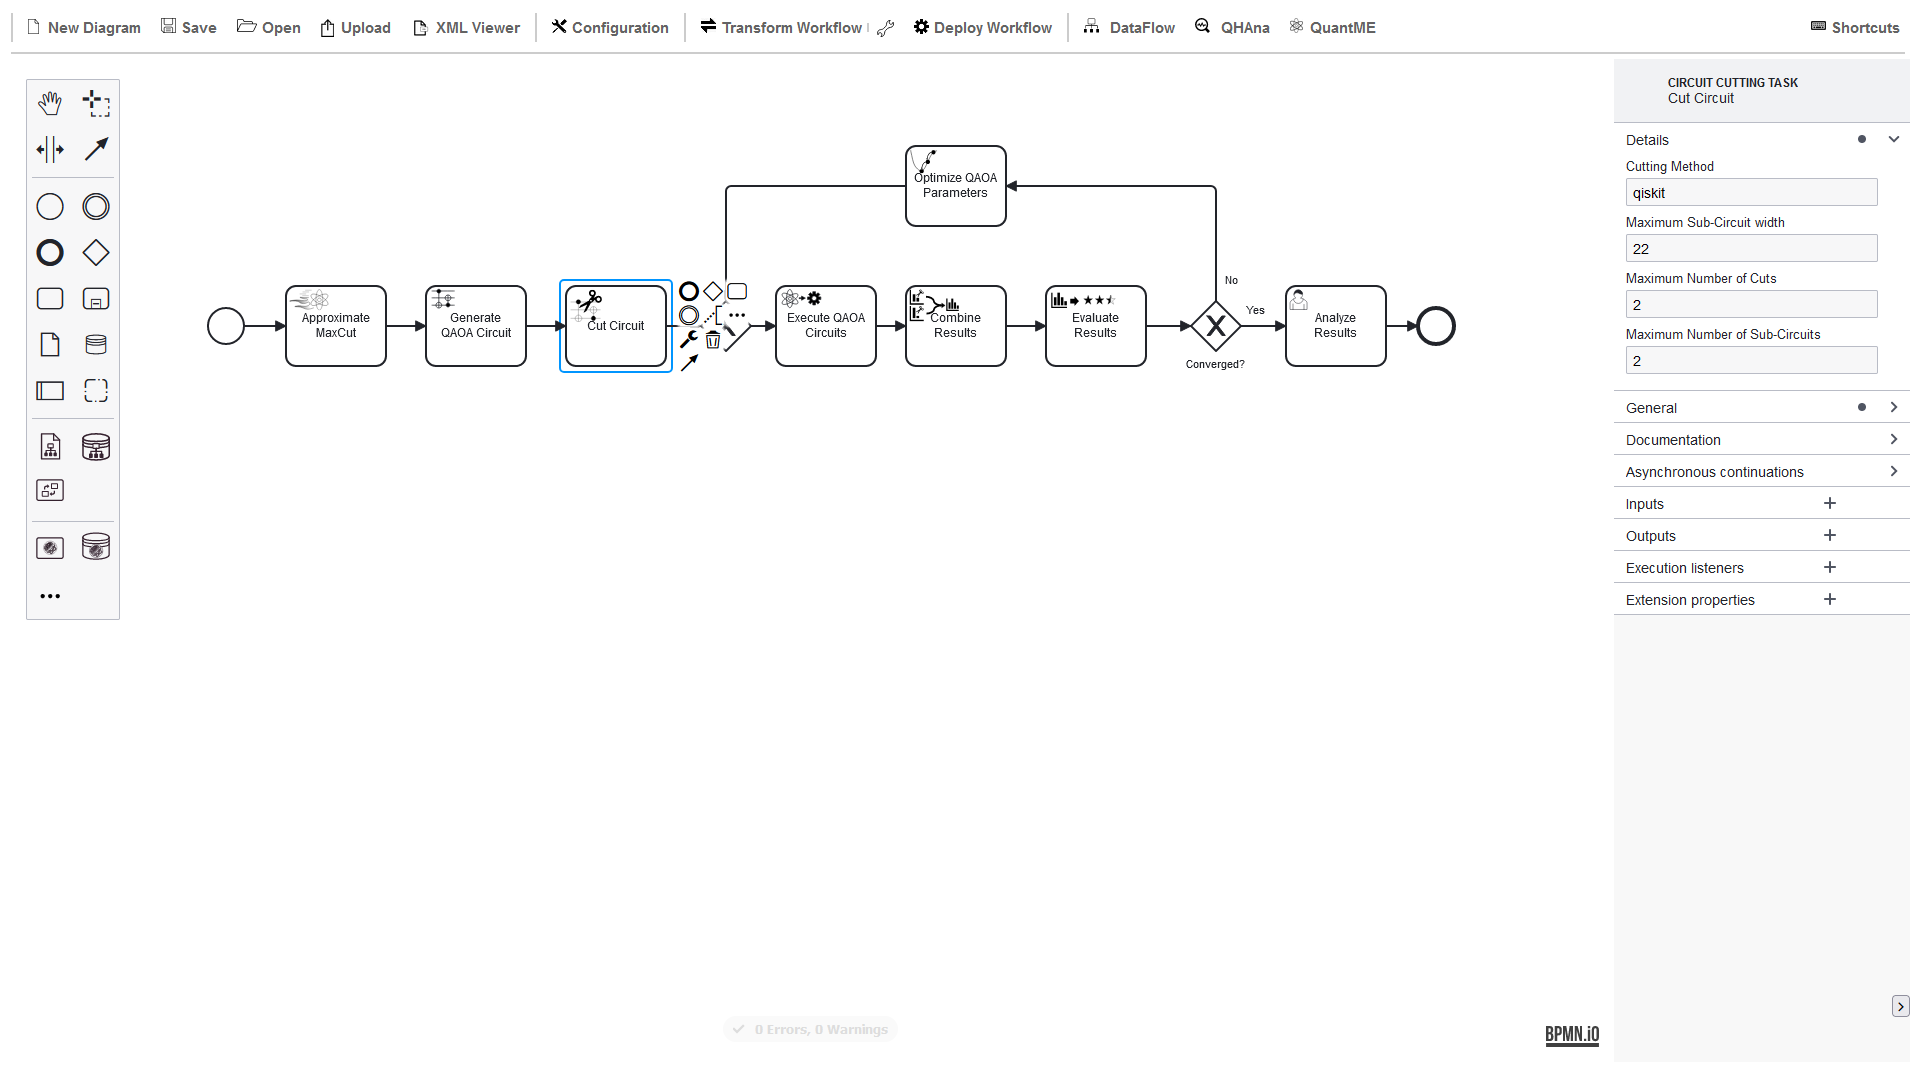 New Diagram
Save
Open
Upload
XML Viewer
Configuration
Transform Workflow
Deploy Workflow
DataFlow
QHAna
QuantME
Shortcuts
CIRCUIT CUTTING TASK
Cut Circuit
Details
Cutting Method
qiskit
Maximum Sub-Circuit width
22
Maximum Number of Cuts
2
Maximum Number of Sub-Circuits
2
General
Documentation
Asynchronous continuations
Inputs
Outputs
Execution listeners
Extension properties
Optimize QAOA
Parameters
No
Approximate
MaxCut
Generate
QAOA Circuit
Cut Circuit
Execute QAOA
Circuits
Combine
Results
Evaluate
Results
Yes
Converged?
Analyze
Results
0 Errors, 0 Warnings
BPMN.iO